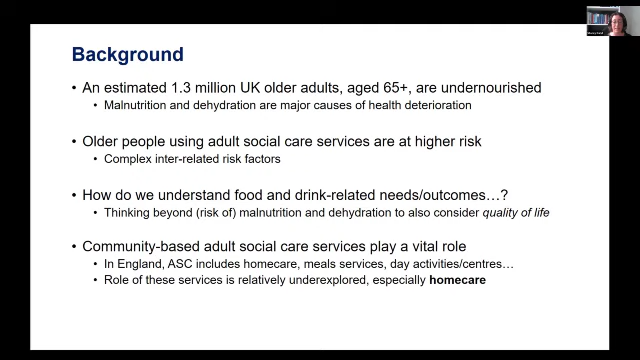 Background
• An estimated 1.3 million UK older adults, aged 65+, are undernourished
• Malnutrition and dehydration are major causes of health deterioration
• Older people using adult social care services are at higher risk
• Complex inter-related risk factors
• How do we understand food and drink-related needs/outcomes…?
• Thinking beyond (risk of) malnutrition and dehydration to also consider quality of life
• Community-based adult social care services play a vital role
• In England, ASC includes homecare, meals services, day activities/centres…
• Role of these services is relatively underexplored, especially homecare